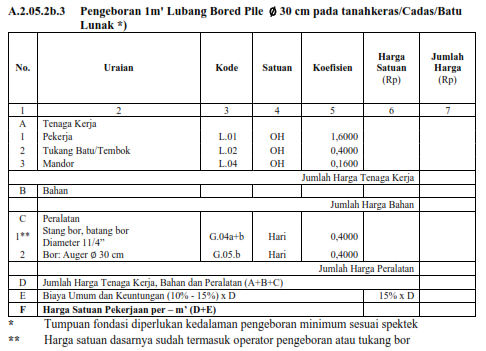 A.2.05.2b.3 Pengeboran 1m' Lubang Bored Pile Ø 30 cm pada tanahkeras/Cadas/Batu
Lunak *)
No. Uraian Kode Satuan Koefisien Harga Satuan (Rp) Jumlah Harga (Rp)
1 2 3 4 5 6 7
A Tenaga Kerja
1 Pekerja L.01 OH 1,6000
2 Tukang Batu/Tembok L.02 OH 0,4000
3 Mandor L.04 OH 0,1600
Jumlah Harga Tenaga Kerja
B Bahan
Jumlah Harga Bahan
C Peralatan
1** Stang bor, batang bor Diameter 11/4” G.04a+b Hari 0,4000
2 Bor: Auger Ø 30 cm G.05.b Hari 0,4000
Jumlah Harga Peralatan
D Jumlah Harga Tenaga Kerja, Bahan dan Peralatan (A+B+C)
E Biaya Umum dan Keuntungan (10% - 15%) x D 15% x D
F Harga Satuan Pekerjaan per – m' (D+E)
* Tumpuan fondasi diperlukan kedalaman pengeboran minimum sesuai spektek
** Harga satuan dasarnya sudah termasuk operator pengeboran atau tukang bor